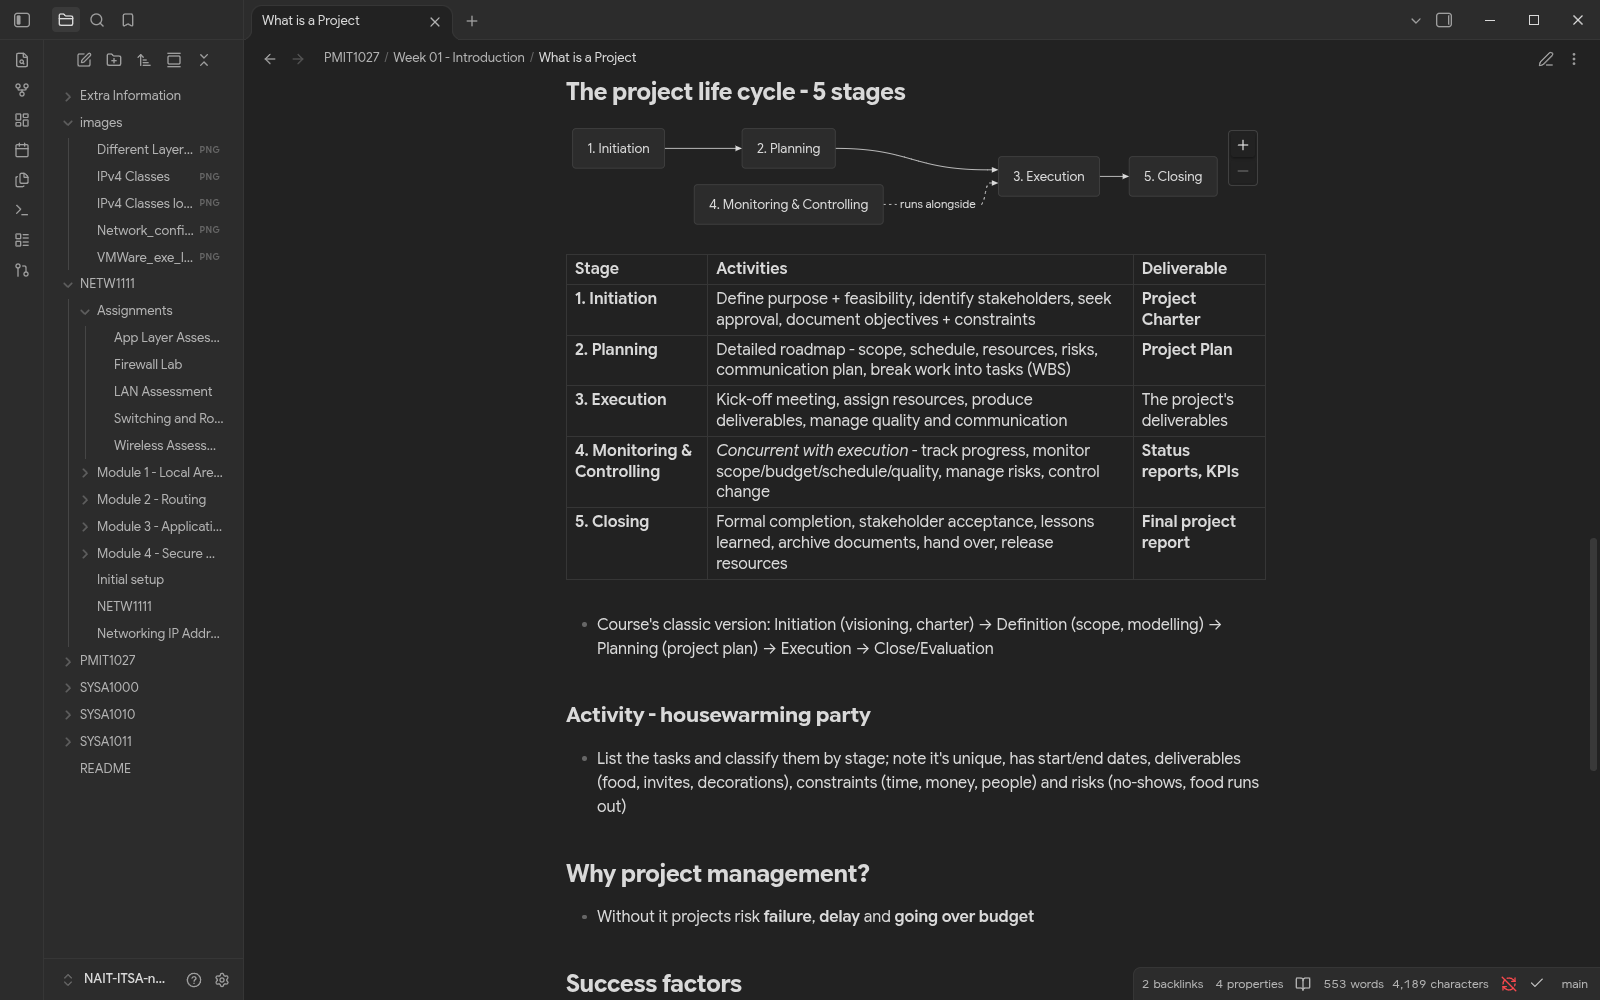 What is a Project
PMIT1027 / Week 01 - Introduction / What is a Project
Extra Information
images
Different Layer... PNG
IPv4 Classes PNG
IPv4 Classes lo... PNG
Network_confi... PNG
VMWare_exe_l... PNG
NETW1111
Assignments
App Layer Asses...
Firewall Lab
LAN Assessment
Switching and Ro...
Wireless Assess...
Module 1 - Local Are...
Module 2 - Routing
Module 3 - Applicati...
Module 4 - Secure ...
Initial setup
NETW1111
Networking IP Addr...
PMIT1027
SYSA1000
SYSA1010
SYSA1011
README
NAIT-ITSA-n...
The project life cycle - 5 stages
1. Initiation
2. Planning
3. Execution
5. Closing
4. Monitoring & Controlling
runs alongside
Stage Activities Deliverable
1. Initiation Define purpose + feasibility, identify stakeholders, seek Project
approval, document objectives + constraints Charter
2. Planning Detailed roadmap - scope, schedule, resources, risks, Project Plan
communication plan, break work into tasks (WBS)
3. Execution Kick-off meeting, assign resources, produce The project's
deliverables, manage quality and communication deliverables
4. Monitoring & Concurrent with execution - track progress, monitor Status
Controlling scope/budget/schedule/quality, manage risks, control reports, KPIs
change
5. Closing Formal completion, stakeholder acceptance, lessons Final project
learned, archive documents, hand over, release report
resources
Course's classic version: Initiation (visioning, charter) → Definition (scope, modelling) →
Planning (project plan) → Execution → Close/Evaluation
Activity - housewarming party
List the tasks and classify them by stage; note it's unique, has start/end dates, deliverables
(food, invites, decorations), constraints (time, money, people) and risks (no-shows, food runs
out)
Why project management?
Without it projects risk failure, delay and going over budget
Success factors
2 backlinks 4 properties 553 words 4,189 characters main